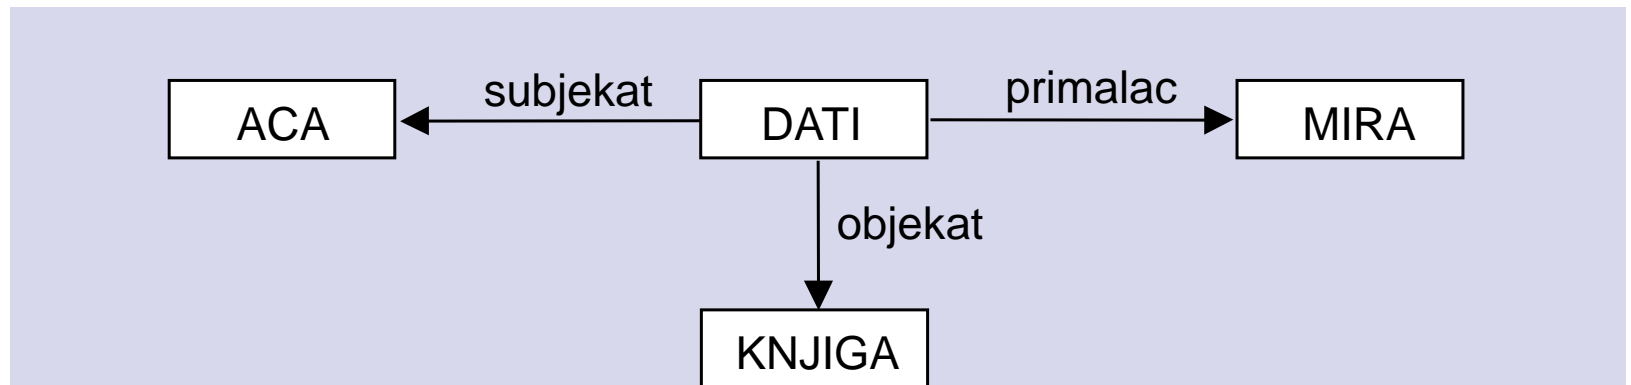 subjekat
primalac
ACA
DATI
MIRA
objekat
KNJIGA